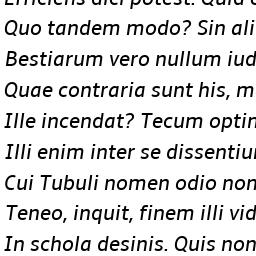 Efficiens dici potest. Quid
Quo tandem modo? Sin ali
Bestiarum vero nullum iud
Quae contraria sunt his, m
Ille incendat? Tecum optin
Illi enim inter se dissentiu
Cui Tubuli nomen odio non
Teneo, inquit, finem illi vid
In schola desinis. Quis non